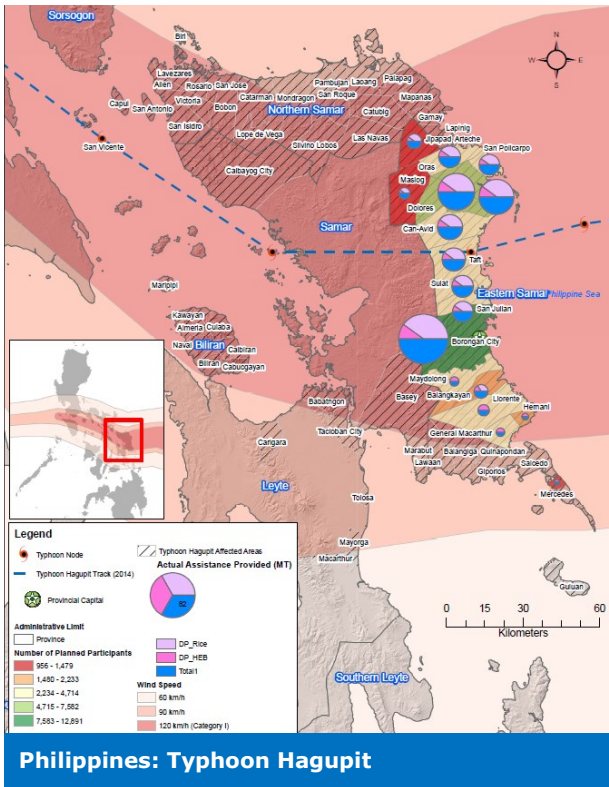 Sorsogon
Biri
Lavezares
Allen
Rosario
San Jose
Pambujan
Laoang
Palapag
Capul
San Antonio
Victoria
Bobon
Catarman
Mondragon
San Roque
Mapanas
Northern Samar
Catubig
Gamay
San Isidro
Lope de Vega
Silvino Lobos
Las Navas
Lapinig
Jipapad
Arteche
San Policarpo
San Vicente
Calbayog City
Oras
Maslog
Dolores
Samar
Can-Avid
Taft
Maripipi
Sulat
Eastern Samar
Philippine Sea
San Julian
Kawayan
Almeria
Culaba
Naval
Biliran
Caibiran
Biliran
Cabucgayan
Borongan City
Maydolong
Balangkayan
Llorente
Hernani
Babatngon
Basey
General Macarthur
Tacloban City
Carigara
Marabut
Balangiga
Quinapondan
Lawaan
Giporlos
Salcedo
Mercedes
Leyte
Tolosa
Mayorga
Macarthur
Guiuan
Southern Leyte
N
W
E
S
0 15 30 60
Kilometers
Legend
Typhoon Node
Typhoon Hagupit Track (2014)
Provincial Capital
Administrative Limit
Province
Number of Planned Participants
956 - 1,479
1,480 - 2,233
2,234 - 4,714
4,715 - 7,582
7,583 - 12,891
Typhoon Hagupit Affected Areas
Actual Assistance Provided (MT)
62
DP_Rice
DP_HEB
Total1
Wind Speed
60 km/h
90 km/h
120 km/h (Category I)
Philippines: Typhoon Hagupit